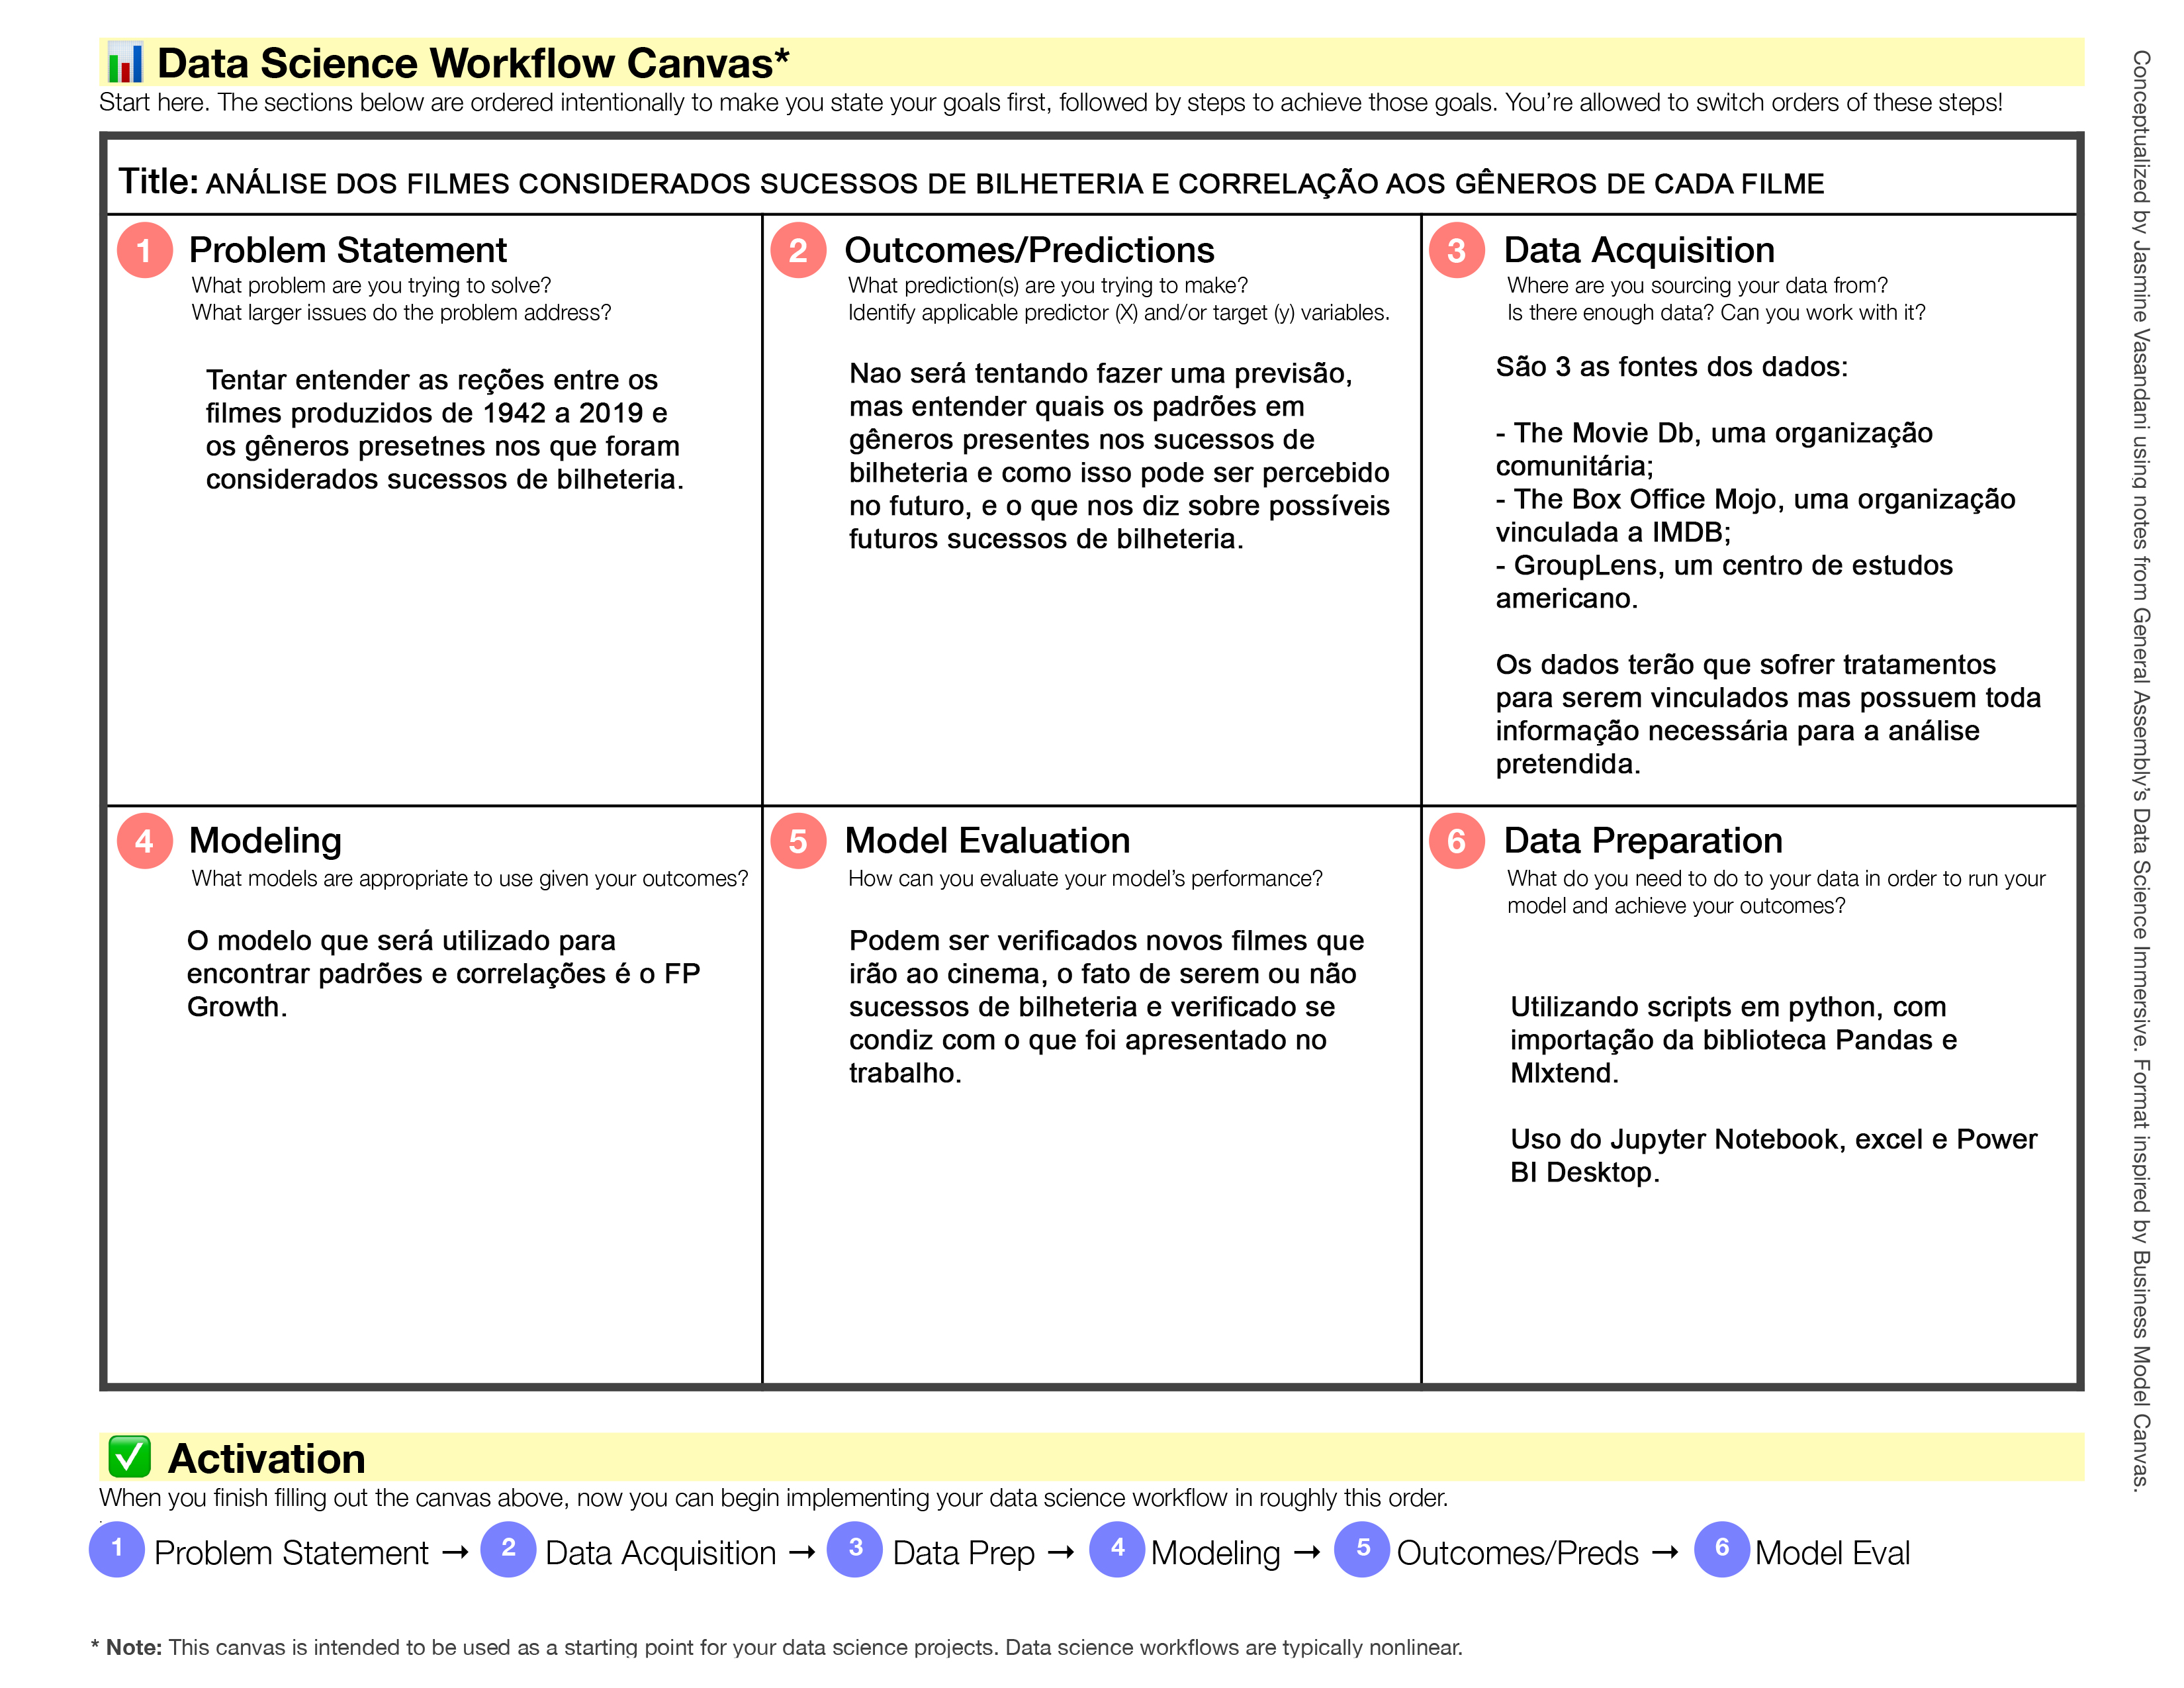 📊 Data Science Workflow Canvas*
Start here. The sections below are ordered intentionally to make you state your goals first, followed by steps to achieve those goals. You’re allowed to switch orders of these steps!
Title: ANÁLISE DOS FILMES CONSIDERADOS SUCESSOS DE BILHETERIA E CORRELAÇÃO AOS GÊNEROS DE CADA FILME
1 Problem Statement
What problem are you trying to solve?
What larger issues do the problem address?
Tentar entender as reções entre os
filmes produzidos de 1942 a 2019 e
os gêneros presetnes nos que foram
considerados sucessos de bilheteria.
2 Outcomes/Predictions
What prediction(s) are you trying to make?
Identify applicable predictor (X) and/or target (y) variables.
Nao será tentando fazer uma previsão,
mas entender quais os padrões em
gêneros presentes nos sucessos de
bilheteria e como isso pode ser percebido
no futuro, e o que nos diz sobre possíveis
futuros sucessos de bilheteria.
3 Data Acquisition
Where are you sourcing your data from?
Is there enough data? Can you work with it?
São 3 as fontes dos dados:
- The Movie Db, uma organização
comunitária;
- The Box Office Mojo, uma organização
vinculada a IMDB;
- GroupLens, um centro de estudos
americano.
Os dados terão que sofrer tratamentos
para serem vinculados mas possuem toda
informação necessária para a análise
pretendida.
4 Modeling
What models are appropriate to use given your outcomes?
O modelo que será utilizado para
encontrar padrões e correlações é o FP
Growth.
5 Model Evaluation
How can you evaluate your model’s performance?
Podem ser verificados novos filmes que
irão ao cinema, o fato de serem ou não
sucessos de bilheteria e verificado se
condiz com o que foi apresentado no
trabalho.
6 Data Preparation
What do you need to do to your data in order to run your
model and achieve your outcomes?
Utilizando scripts em python, com
importação da biblioteca Pandas e
Mlxtend.
Uso do Jupyter Notebook, excel e Power
BI Desktop.
✅ Activation
When you finish filling out the canvas above, now you can begin implementing your data science workflow in roughly this order.
1 Problem Statement → 2 Data Acquisition → 3 Data Prep → 4 Modeling → 5 Outcomes/Preds → 6 Model Eval
* Note: This canvas is intended to be used as a starting point for your data science projects. Data science workflows are typically nonlinear.
Conceptualized by Jasmine Vasandani using notes from General Assembly’s Data Science Immersive. Format inspired by Business Model Canvas.